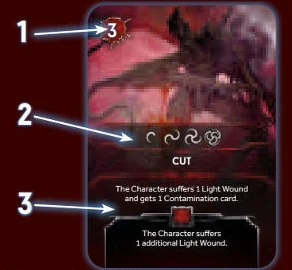 1
3
2
CUT
The Character suffers 1 Light Wound
and gets 1 Contamination card.
3
The Character suffers
1 additional Light Wound.